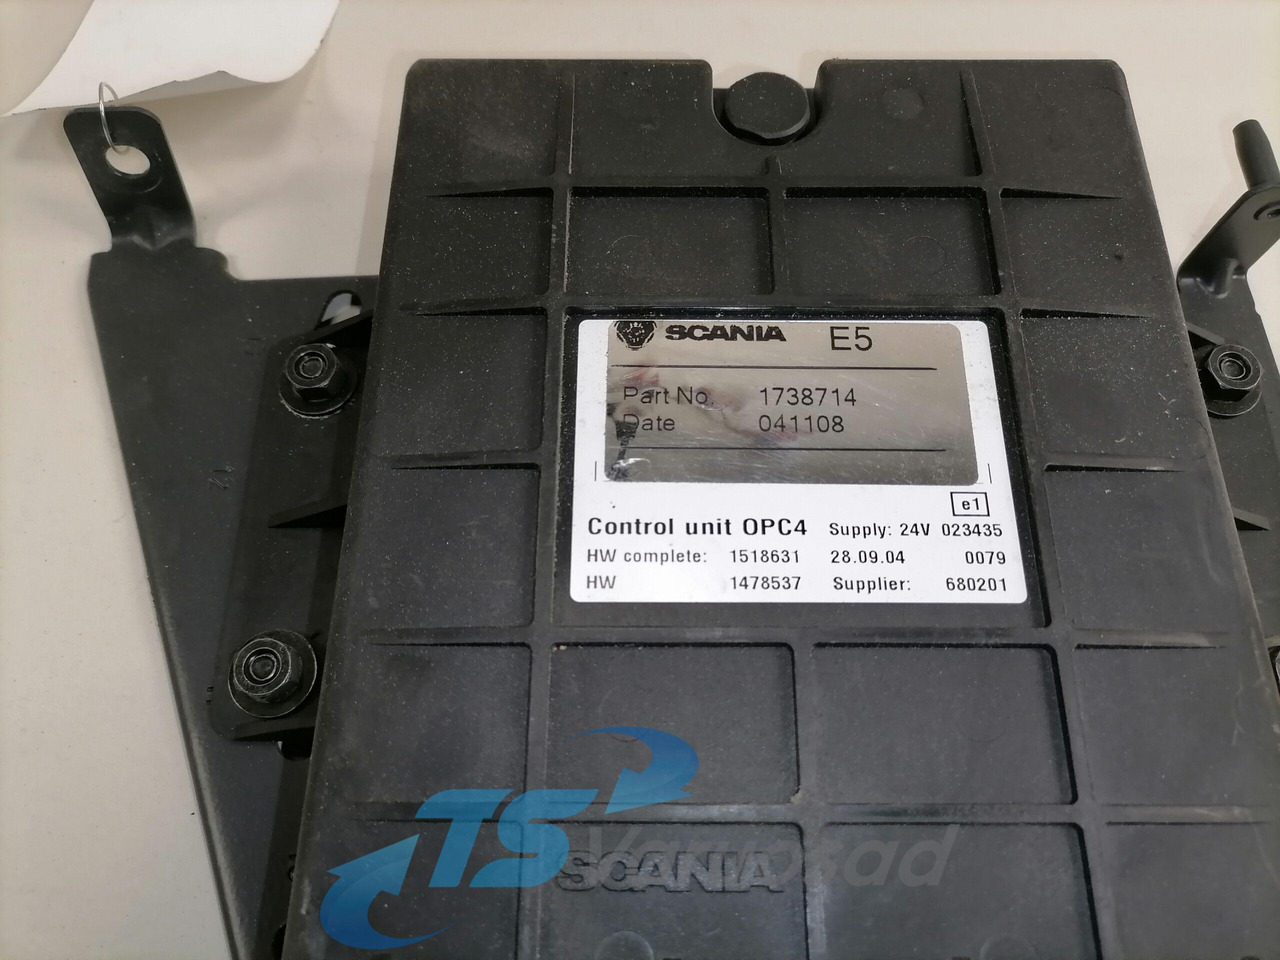 SCANIA E5
Part No. 1738714
Date 041108
e1
Control unit OPC4 Supply: 24V 023435
HW complete: 1518631 28.09.04 0079
HW 1478537 Supplier: 680201
TS Varuosad
SCANIA